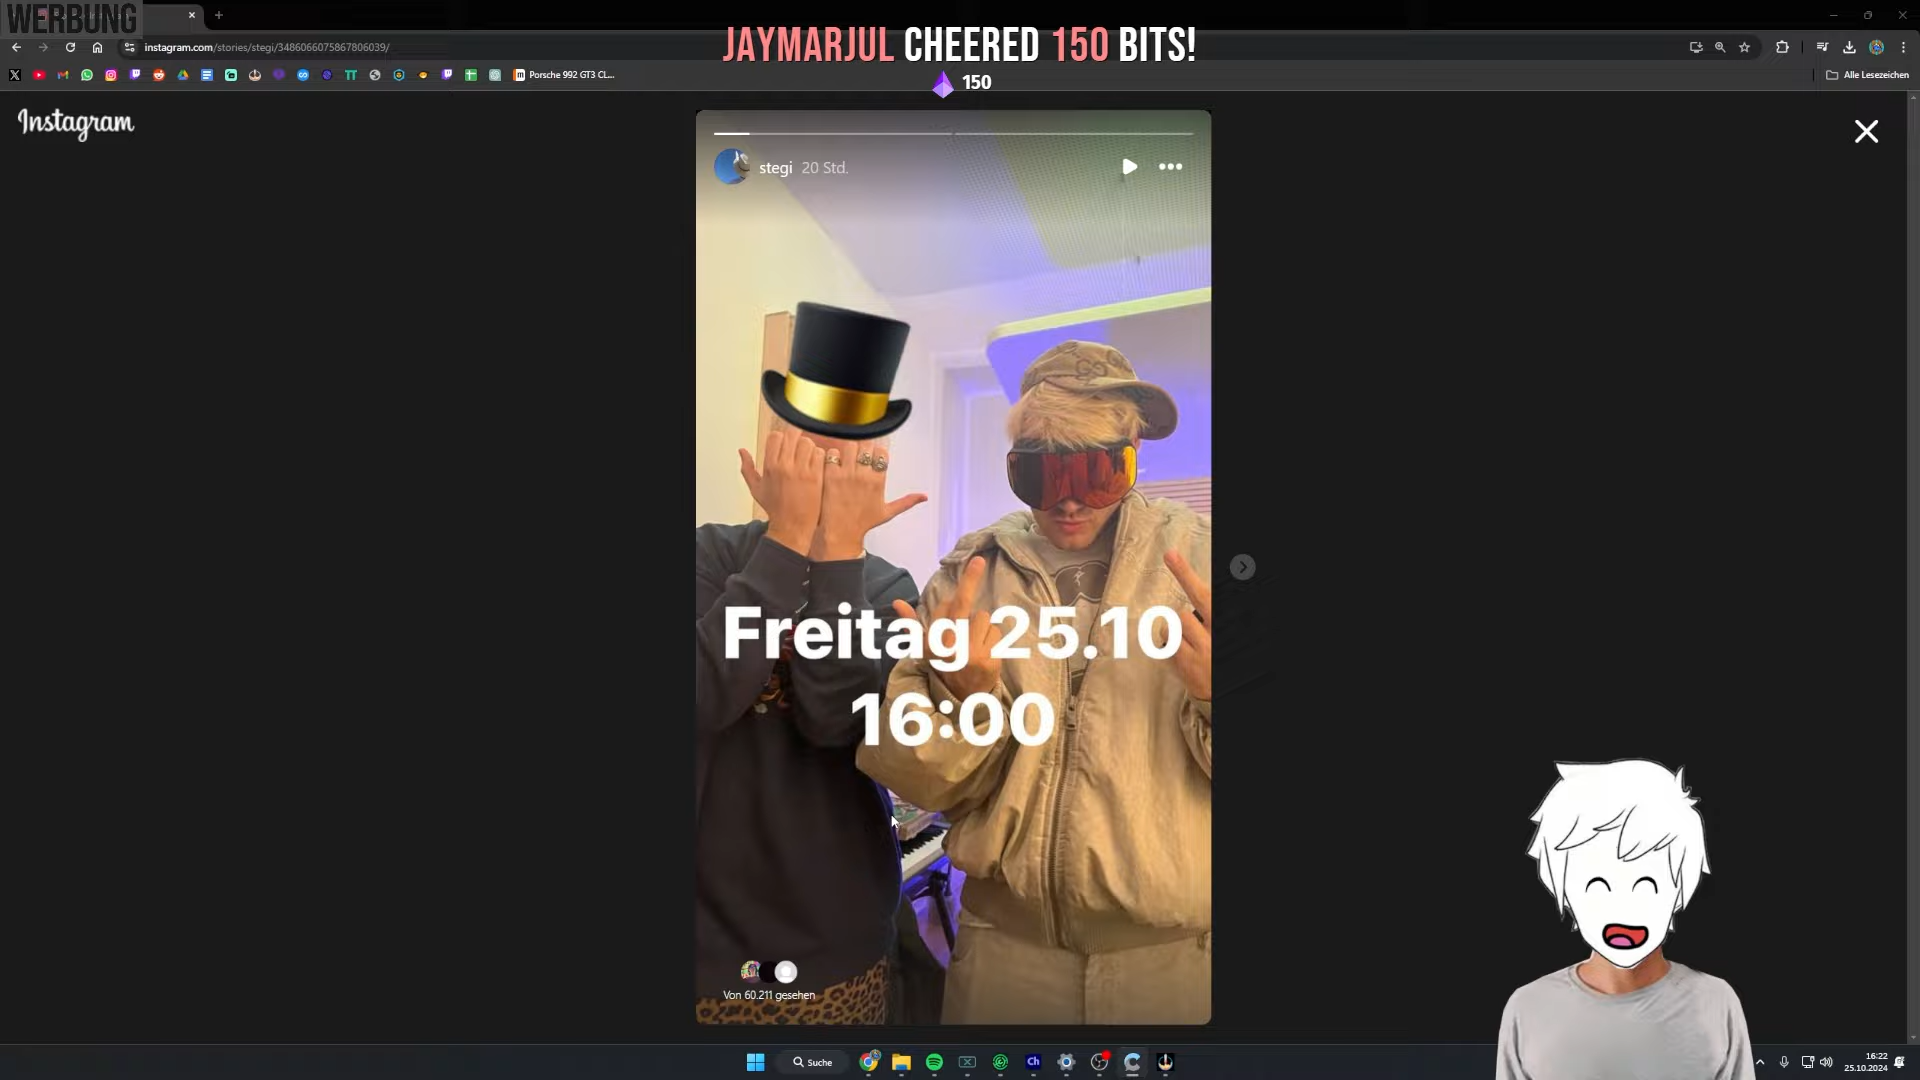 WERBUNG
JAYMARJUL CHEERED 150 BITS!
150
instagram.com/stories/stegi/3486066075867806039/
Porsche 992 GT3 CL...
Alle Lesezeichen
Instagram
stegi 20 Std.
Freitag 25.10
16:00
Von 60.211 gesehen
Suche
Ch
16:22
25.10.2024